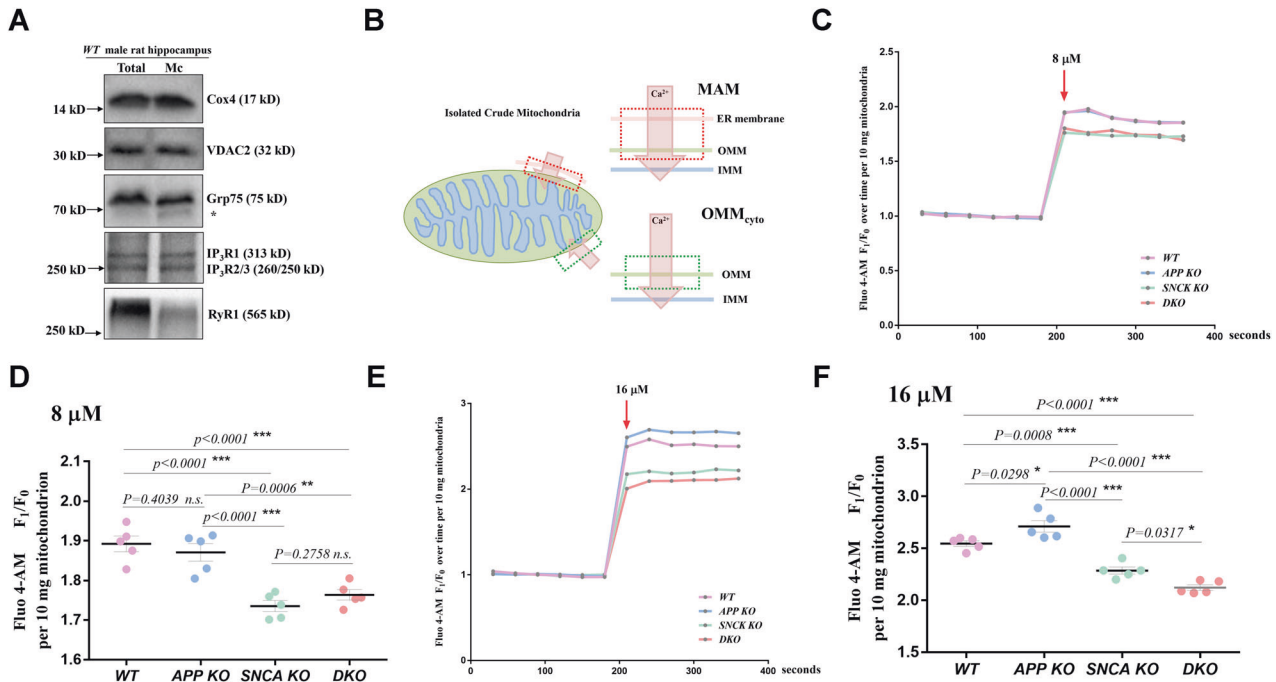 A
WT male rat hippocampus
Total Mc
14 kD
Cox4 (17 kD)
30 kD
VDAC2 (32 kD)
70 kD
Grp75 (75 kD)
*
250 kD
IP3R1 (313 kD)
IP3R2/3 (260/250 kD)
250 kD
RyR1 (565 kD)
B
Isolated Crude Mitochondria
Ca2+
MAM
ER membrane
OMM
IMM
Ca2+
OMMcyto
OMM
IMM
C
8 μM
Fluo 4-AM F1/F0 over time per 10 mg mitochondria
2.5
2.0
1.5
1.0
0.5
0
100
200
300
400
seconds
WT
APP KO
SNCK KO
DKO
D
8 μM
Fluo 4-AM F1/F0
per 10 mg mitochondrion
2.1
2.0
1.9
1.8
1.7
1.6
p<0.0001 ***
p<0.0001 ***
P=0.4039 n.s.
P=0.0006 **
p<0.0001 ***
P=0.2758 n.s.
WT
APP KO
SNCA KO
DKO
E
16 μM
Fluo 4-AM F1/F0 over time per 10 mg mitochondria
3
2
1
0
0
100
200
300
400
seconds
WT
APP KO
SNCK KO
DKO
F
16 μM
Fluo 4-AM F1/F0
per 10 mg mitochondrion
3.5
3.0
2.5
2.0
1.5
P<0.0001 ***
P=0.0008 ***
P=0.0298 *
P<0.0001 ***
P<0.0001 ***
P=0.0317 *
WT
APP KO
SNCA KO
DKO